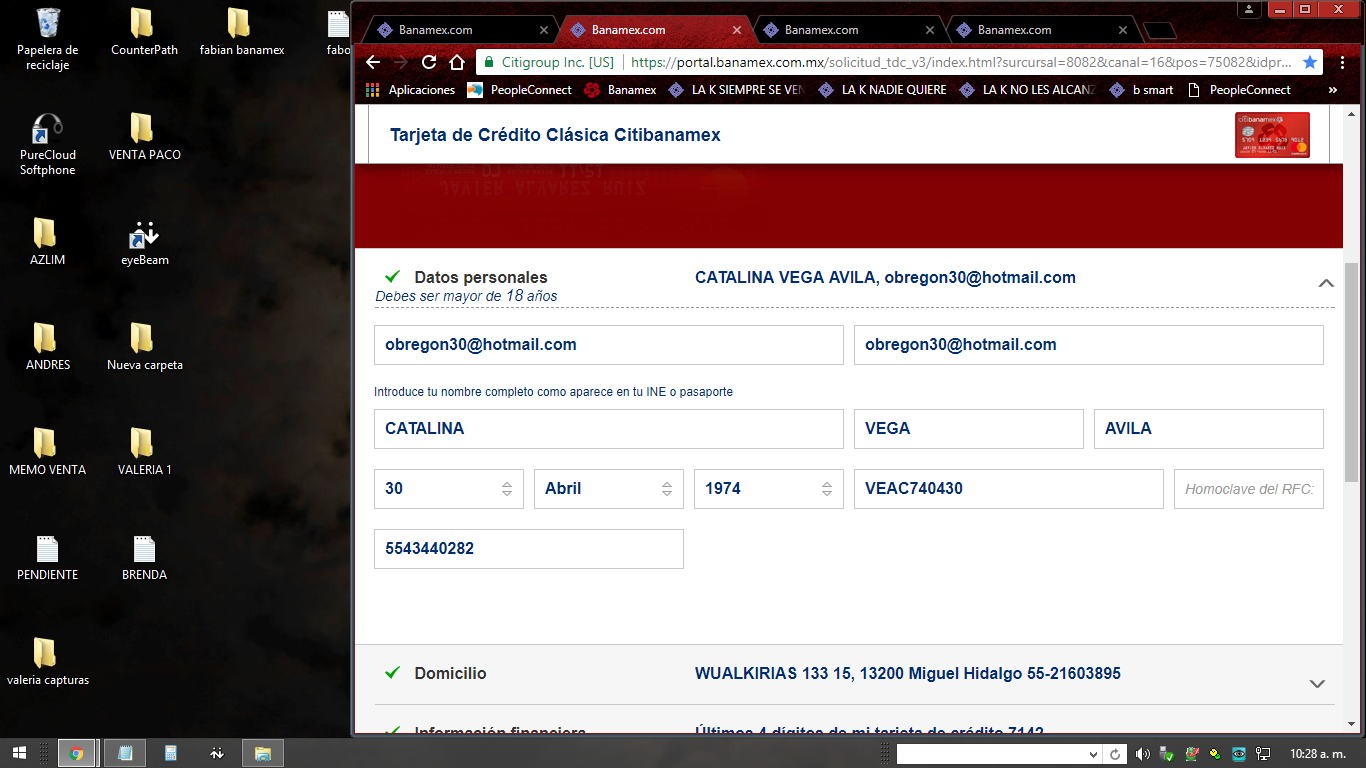 Papelera de
reciclaje
CounterPath
fabian banamex
fabo
PureCloud
Softphone
VENTA PACO
AZLIM
eyeBeam
ANDRES
Nueva carpeta
MEMO VENTA
VALERIA 1
PENDIENTE
BRENDA
valeria capturas
Banamex.com
Banamex.com
Banamex.com
Banamex.com
Citigroup Inc. [US]
https://portal.banamex.com.mx/solicitud_tdc_v3/index.html?sursursal=8082&canal=16&pos=75082&idpr...
Aplicaciones
PeopleConnect
Banamex
LA K SIEMPRE SE VEN
LA K NADIE QUIERE
LA K NO LES ALCANZ
b smart
PeopleConnect
»
Tarjeta de Crédito Clásica Citibanamex
citibanamex
JAVIER ALVAREZ RUIZ
Datos personales
CATALINA VEGA AVILA, obregon30@hotmail.com
Debes ser mayor de 18 años
obregon30@hotmail.com
obregon30@hotmail.com
Introduce tu nombre completo como aparece en tu INE o pasaporte
CATALINA
VEGA
AVILA
30
Abril
1974
VEAC740430
Homoclave del RFC:
5543440282
Domicilio
WUALKIRIAS 133 15, 13200 Miguel Hidalgo 55-21603895
Información financiera
Últimos 4 dígitos de mi tarjeta de crédito 7142
10:28 a. m.